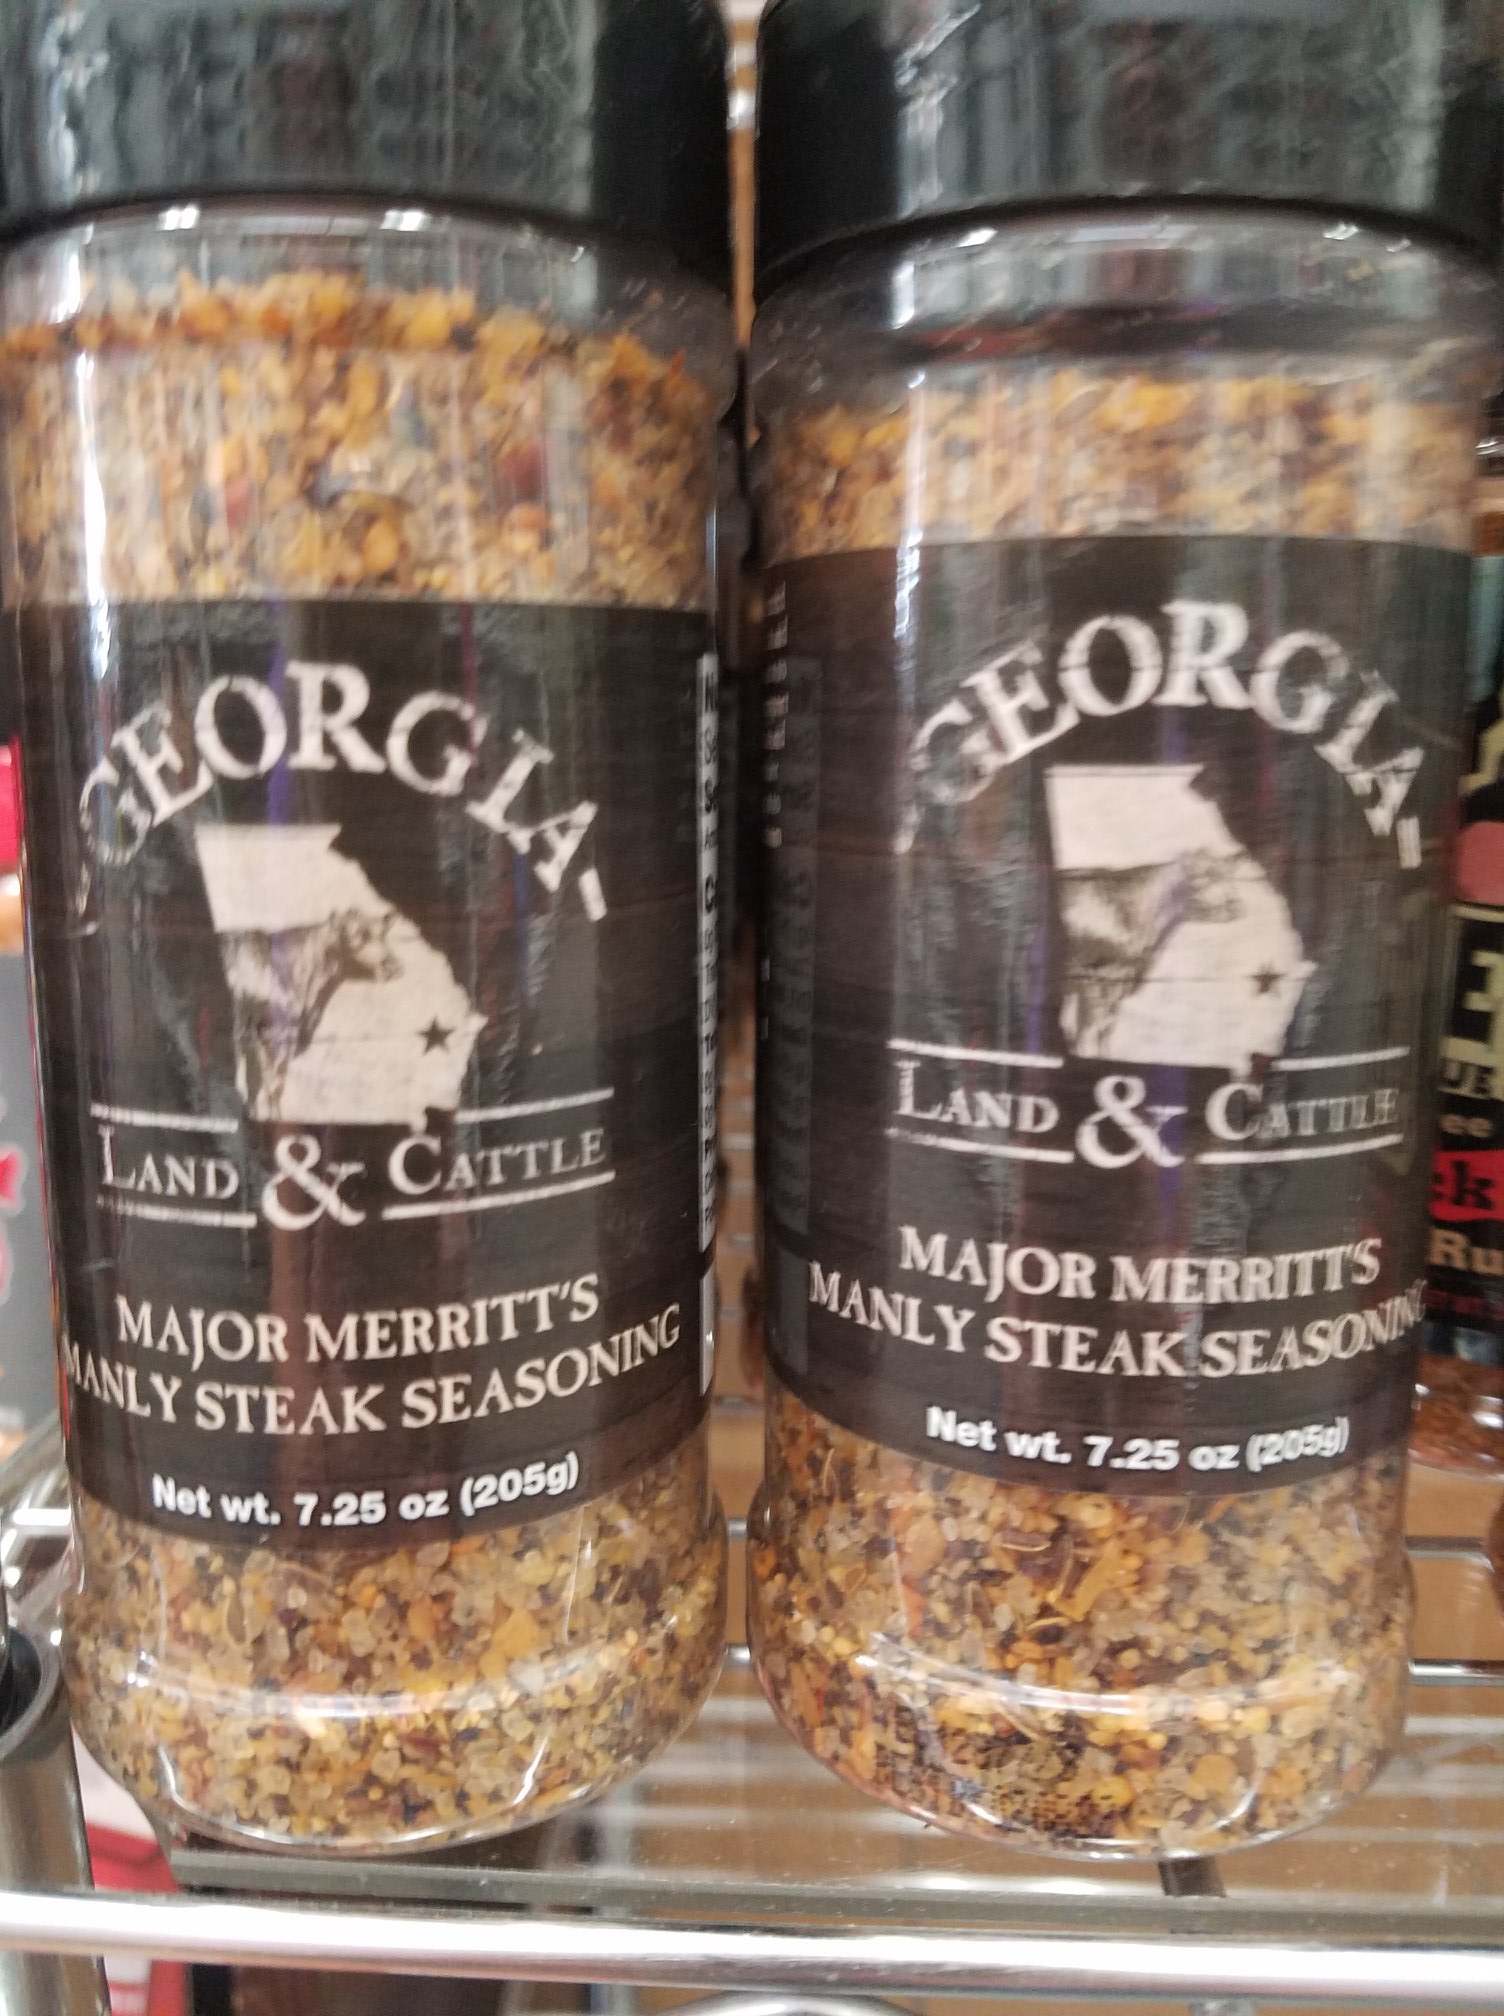 GEORGIA
LAND & CATTLE
MAJOR MERRITT'S
MANLY STEAK SEASONING
Net wt. 7.25 oz (205g)
GEORGIA
LAND & CATTLE
MAJOR MERRITT'S
MANLY STEAK SEASONING
Net wt. 7.25 oz (205g)